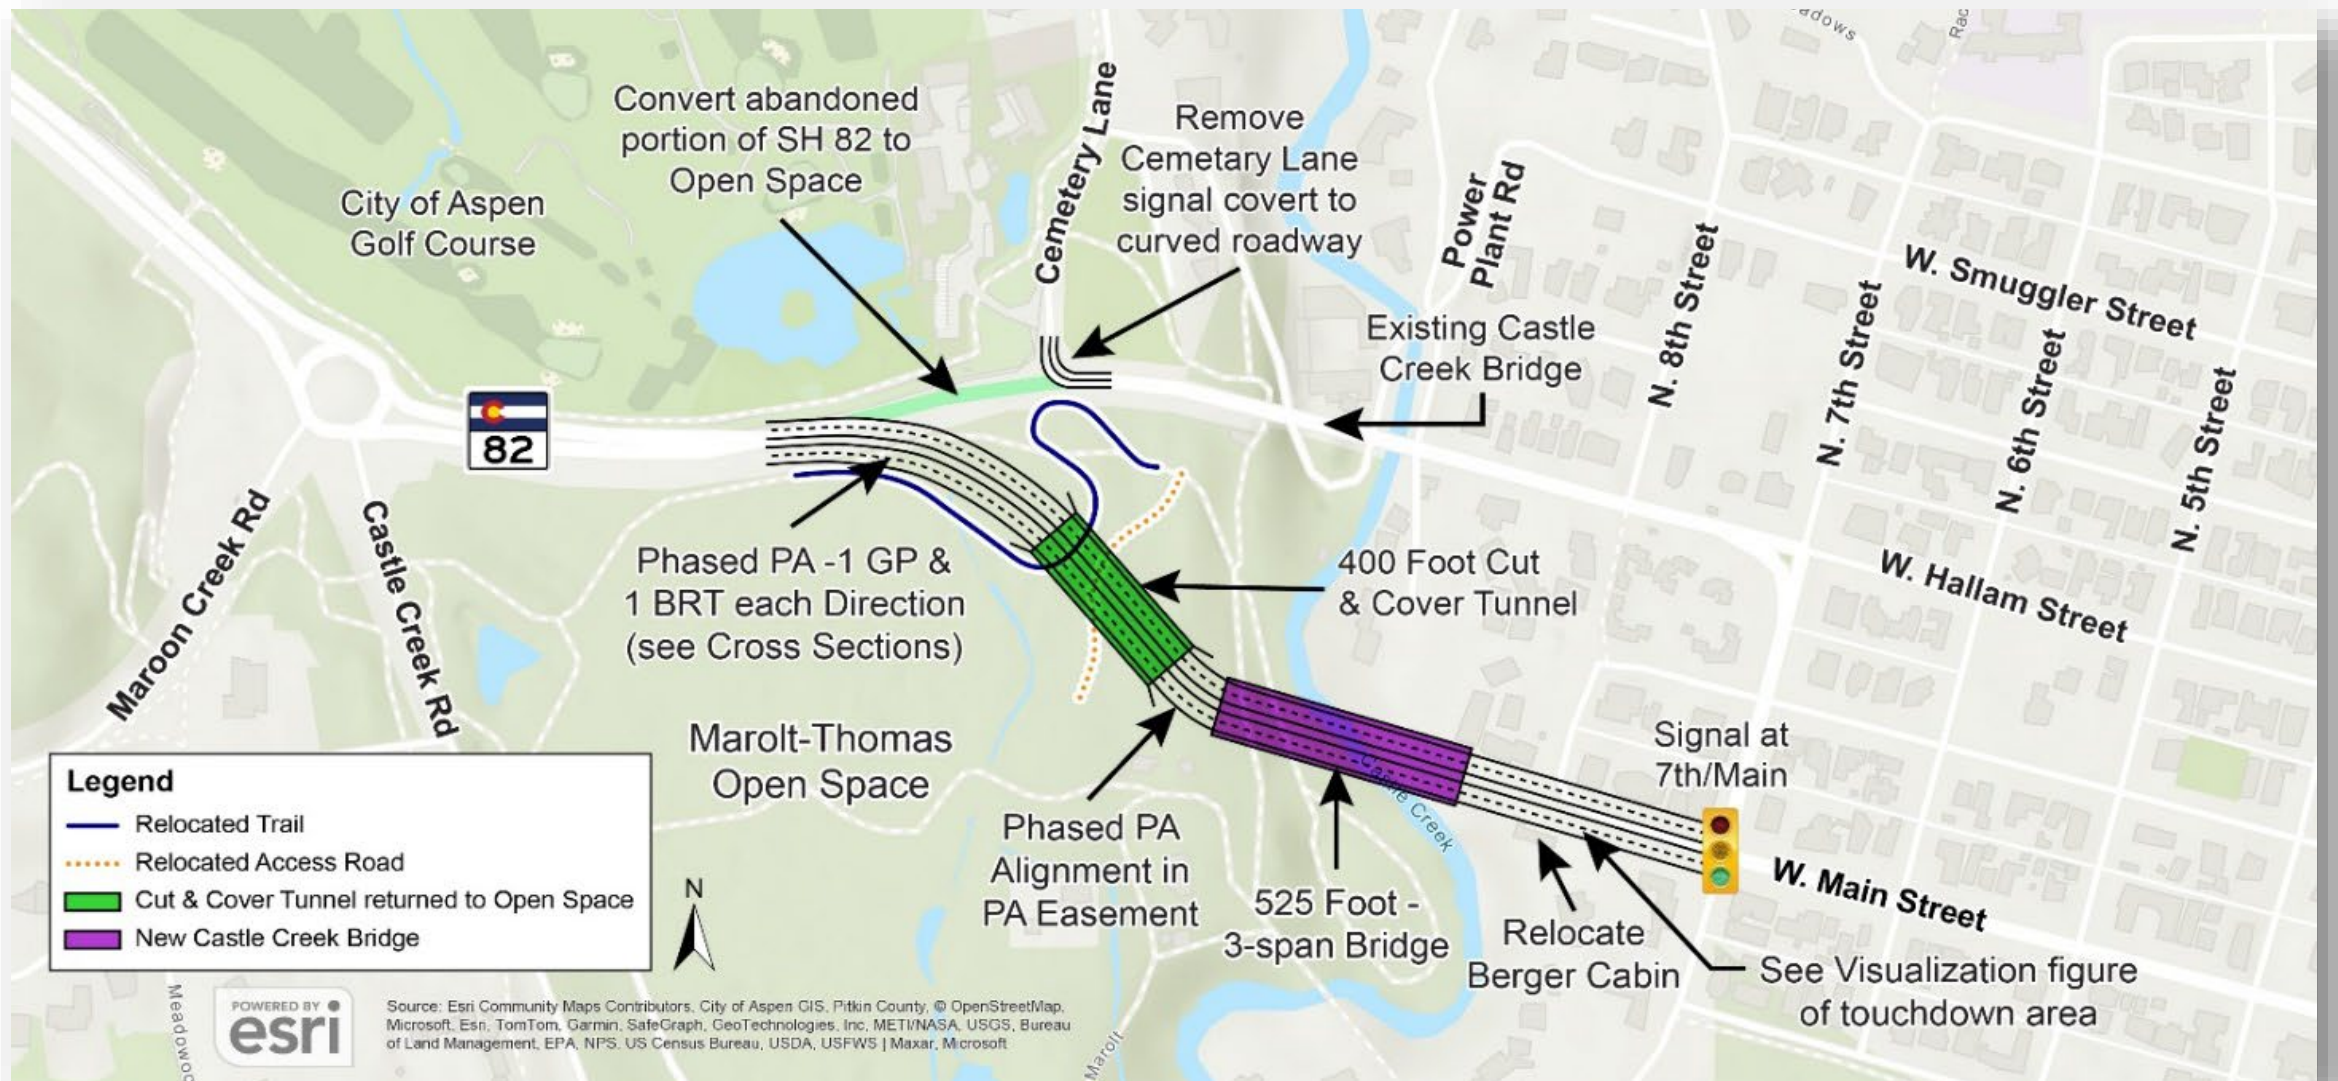 adows
Rac
Convert abandoned
portion of SH 82 to
Open Space
Cemetery Lane
Remove
Cemetary Lane
signal covert to
curved roadway
City of Aspen
Golf Course
Power
Plant Rd
Existing Castle
Creek Bridge
N. 8th Street
N. 7th Street
N. 6th Street
N. 5th Street
W. Smuggler Street
W. Hallam Street
82
Maroon Creek Rd
Castle Creek Rd
Phased PA -1 GP &
1 BRT each Direction
(see Cross Sections)
400 Foot Cut
& Cover Tunnel
Marolt-Thomas
Open Space
Signal at
7th/Main
Castle Creek
Phased PA
Alignment in
PA Easement
525 Foot -
3-span Bridge
Relocate
Berger Cabin
W. Main Street
See Visualization figure
of touchdown area
Legend
Relocated Trail
Relocated Access Road
Cut & Cover Tunnel returned to Open Space
New Castle Creek Bridge
N
Meadowoo
Marolt
POWERED BY
esri
Source: Esri Community Maps Contributors, City of Aspen GIS, Pitkin County, © OpenStreetMap,
Microsoft, Esri, TomTom, Garmin, SafeGraph, GeoTechnologies, Inc, METI/NASA, USGS, Bureau
of Land Management, EPA, NPS, US Census Bureau, USDA, USFWS | Maxar, Microsoft